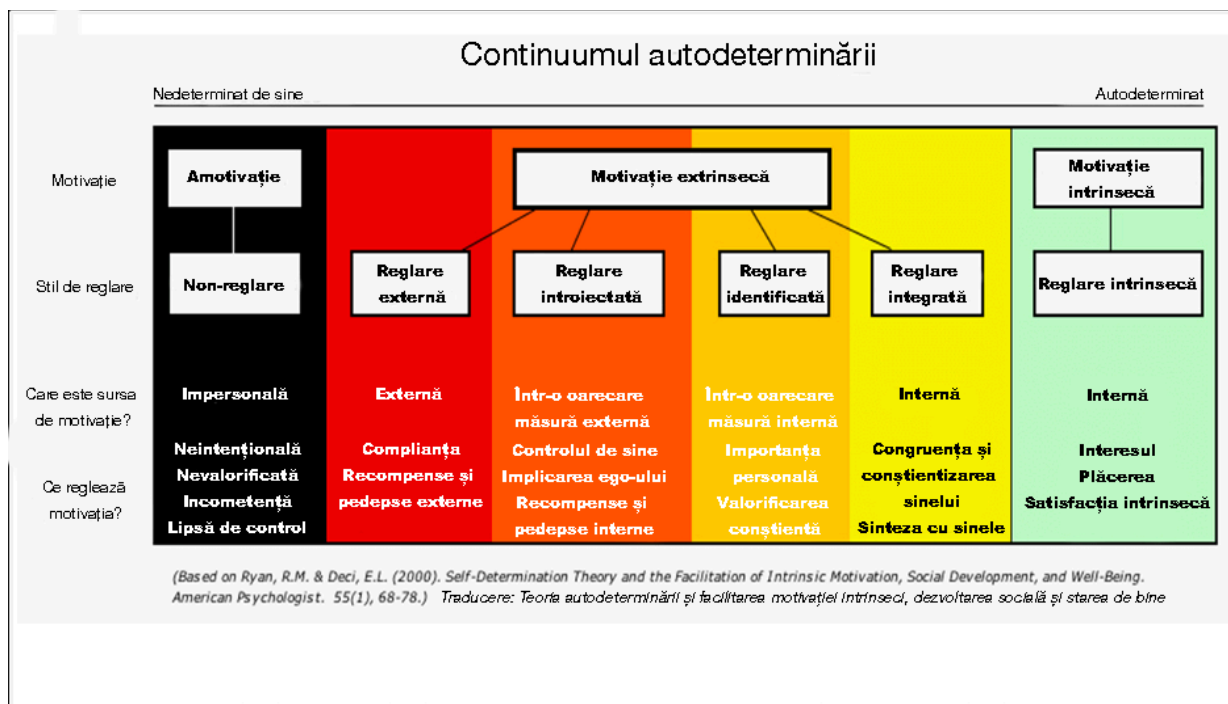 Continuumul autodeterminării
Nedeterminat de sine Autodeterminat
Motivație
Amotivație
Motivație extrinsecă
Motivație
intrinsecă
Stil de reglare
Non-reglare
Reglare
externă
Reglare
introiectată
Reglare
identificată
Reglare
integrată
Reglare intrinsecă
Care este sursa
de motivație?
Impersonală
Externă
Într-o oarecare
măsură externă
Într-o oarecare
măsură internă
Internă
Internă
Ce reglează
motivația?
Neintențională
Nevalorificată
Incometență
Lipsă de control
Complianța
Recompense și
pedepse externe
Controlul de sine
Implicarea ego-ului
Recompense și
pedepse interne
Importanța
personală
Valorificarea
conștientă
Congruența și
conștientizarea
sinelui
Sinteza cu sinele
Interesul
Plăcerea
Satisfacția intrinsecă
(Based on Ryan, R.M. & Deci, E.L. (2000). Self-Determination Theory and the Facilitation of Intrinsic Motivation, Social Development, and Well-Being.
American Psychologist. 55(1), 68-78.) Traducere: Teoria autodeterminării și facilitarea motivației intrinseci, dezvoltarea socială și starea de bine